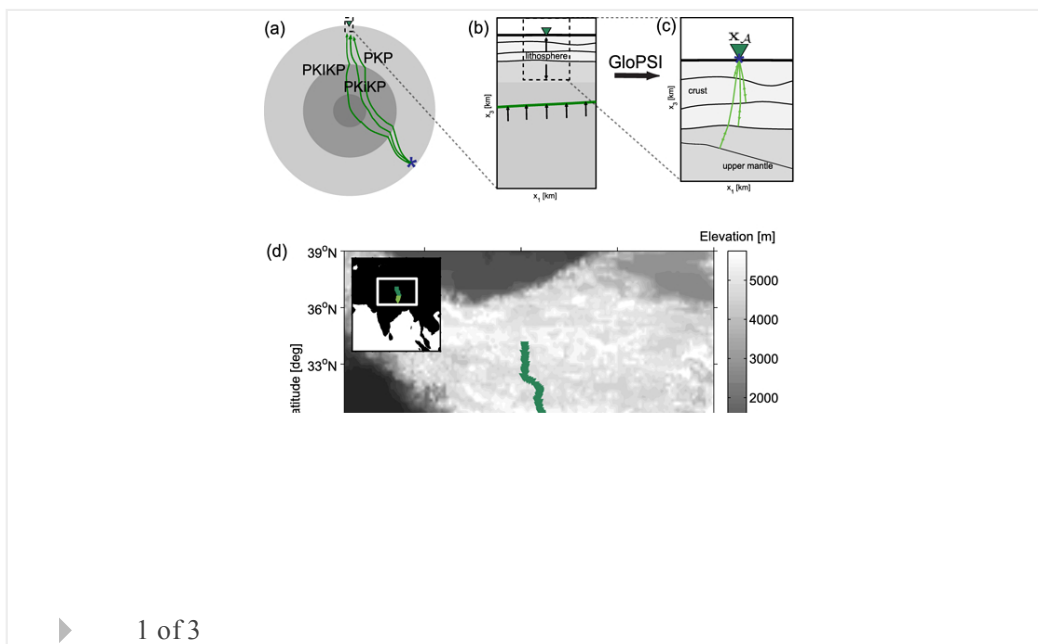 (a)
PKP
PKIKP
PKiKP
(b)
lithosphere
x3 [km]
x1 [km]
GloPSI
(c)
xA
crust
upper mantle
x3 [km]
x1 [km]
(d)
Elevation [m]
39°N
36°N
33°N
atitude [deg]
5000
4000
3000
2000
1 of 3